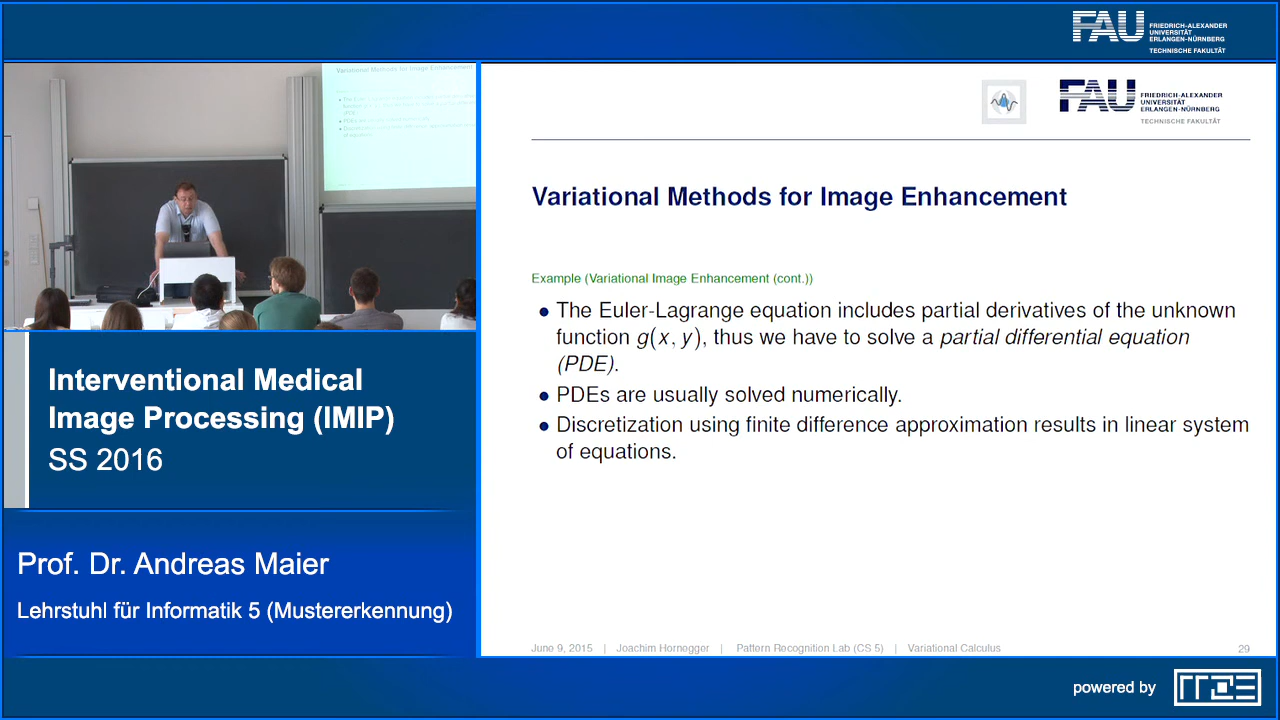 FAU
FRIEDRICH-ALEXANDER
UNIVERSITÄT
ERLANGEN-NÜRNBERG
TECHNISCHE FAKULTÄT
Variational Methods for Image Enhancement
FAU
FRIEDRICH-ALEXANDER
UNIVERSITÄT
ERLANGEN-NÜRNBERG
TECHNISCHE FAKULTÄT
Variational Methods for Image Enhancement
Example (Variational Image Enhancement (cont.))
• The Euler-Lagrange equation includes partial derivatives of the unknown
function g(x, y), thus we have to solve a partial differential equation
(PDE).
• PDEs are usually solved numerically.
• Discretization using finite difference approximation results in linear system
of equations.
June 9, 2015 | Joachim Hornegger | Pattern Recognition Lab (CS 5) | Variational Calculus 29
Interventional Medical
Image Processing (IMIP)
SS 2016
Prof. Dr. Andreas Maier
Lehrstuhl für Informatik 5 (Mustererkennung)
powered by